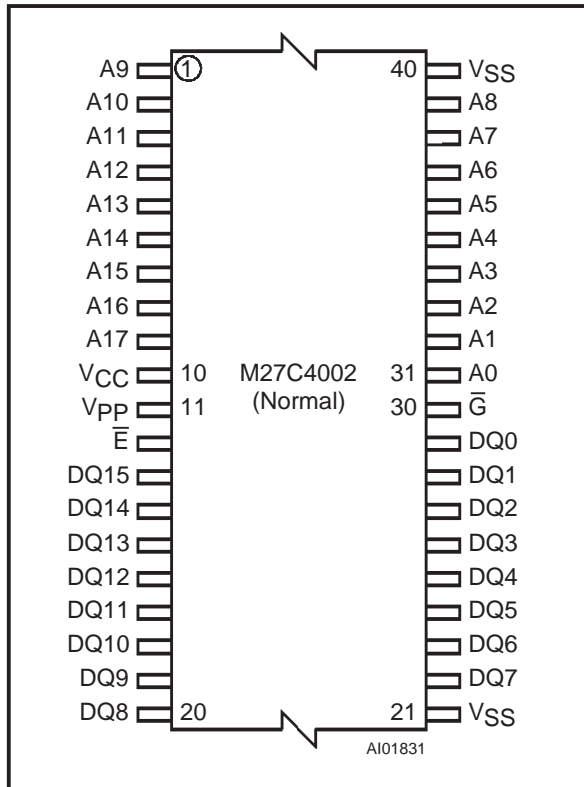 A9 1 40 VSS
A10 A8
A11 A7
A12 A6
A13 A5
A14 A4
A15 A3
A16 A2
A17 A1
VCC 10 M27C4002 31 A0
VPP 11 (Normal) 30 G̅
E̅ DQ0
DQ15 DQ1
DQ14 DQ2
DQ13 DQ3
DQ12 DQ4
DQ11 DQ5
DQ10 DQ6
DQ9 DQ7
DQ8 20 21 VSS
AI01831